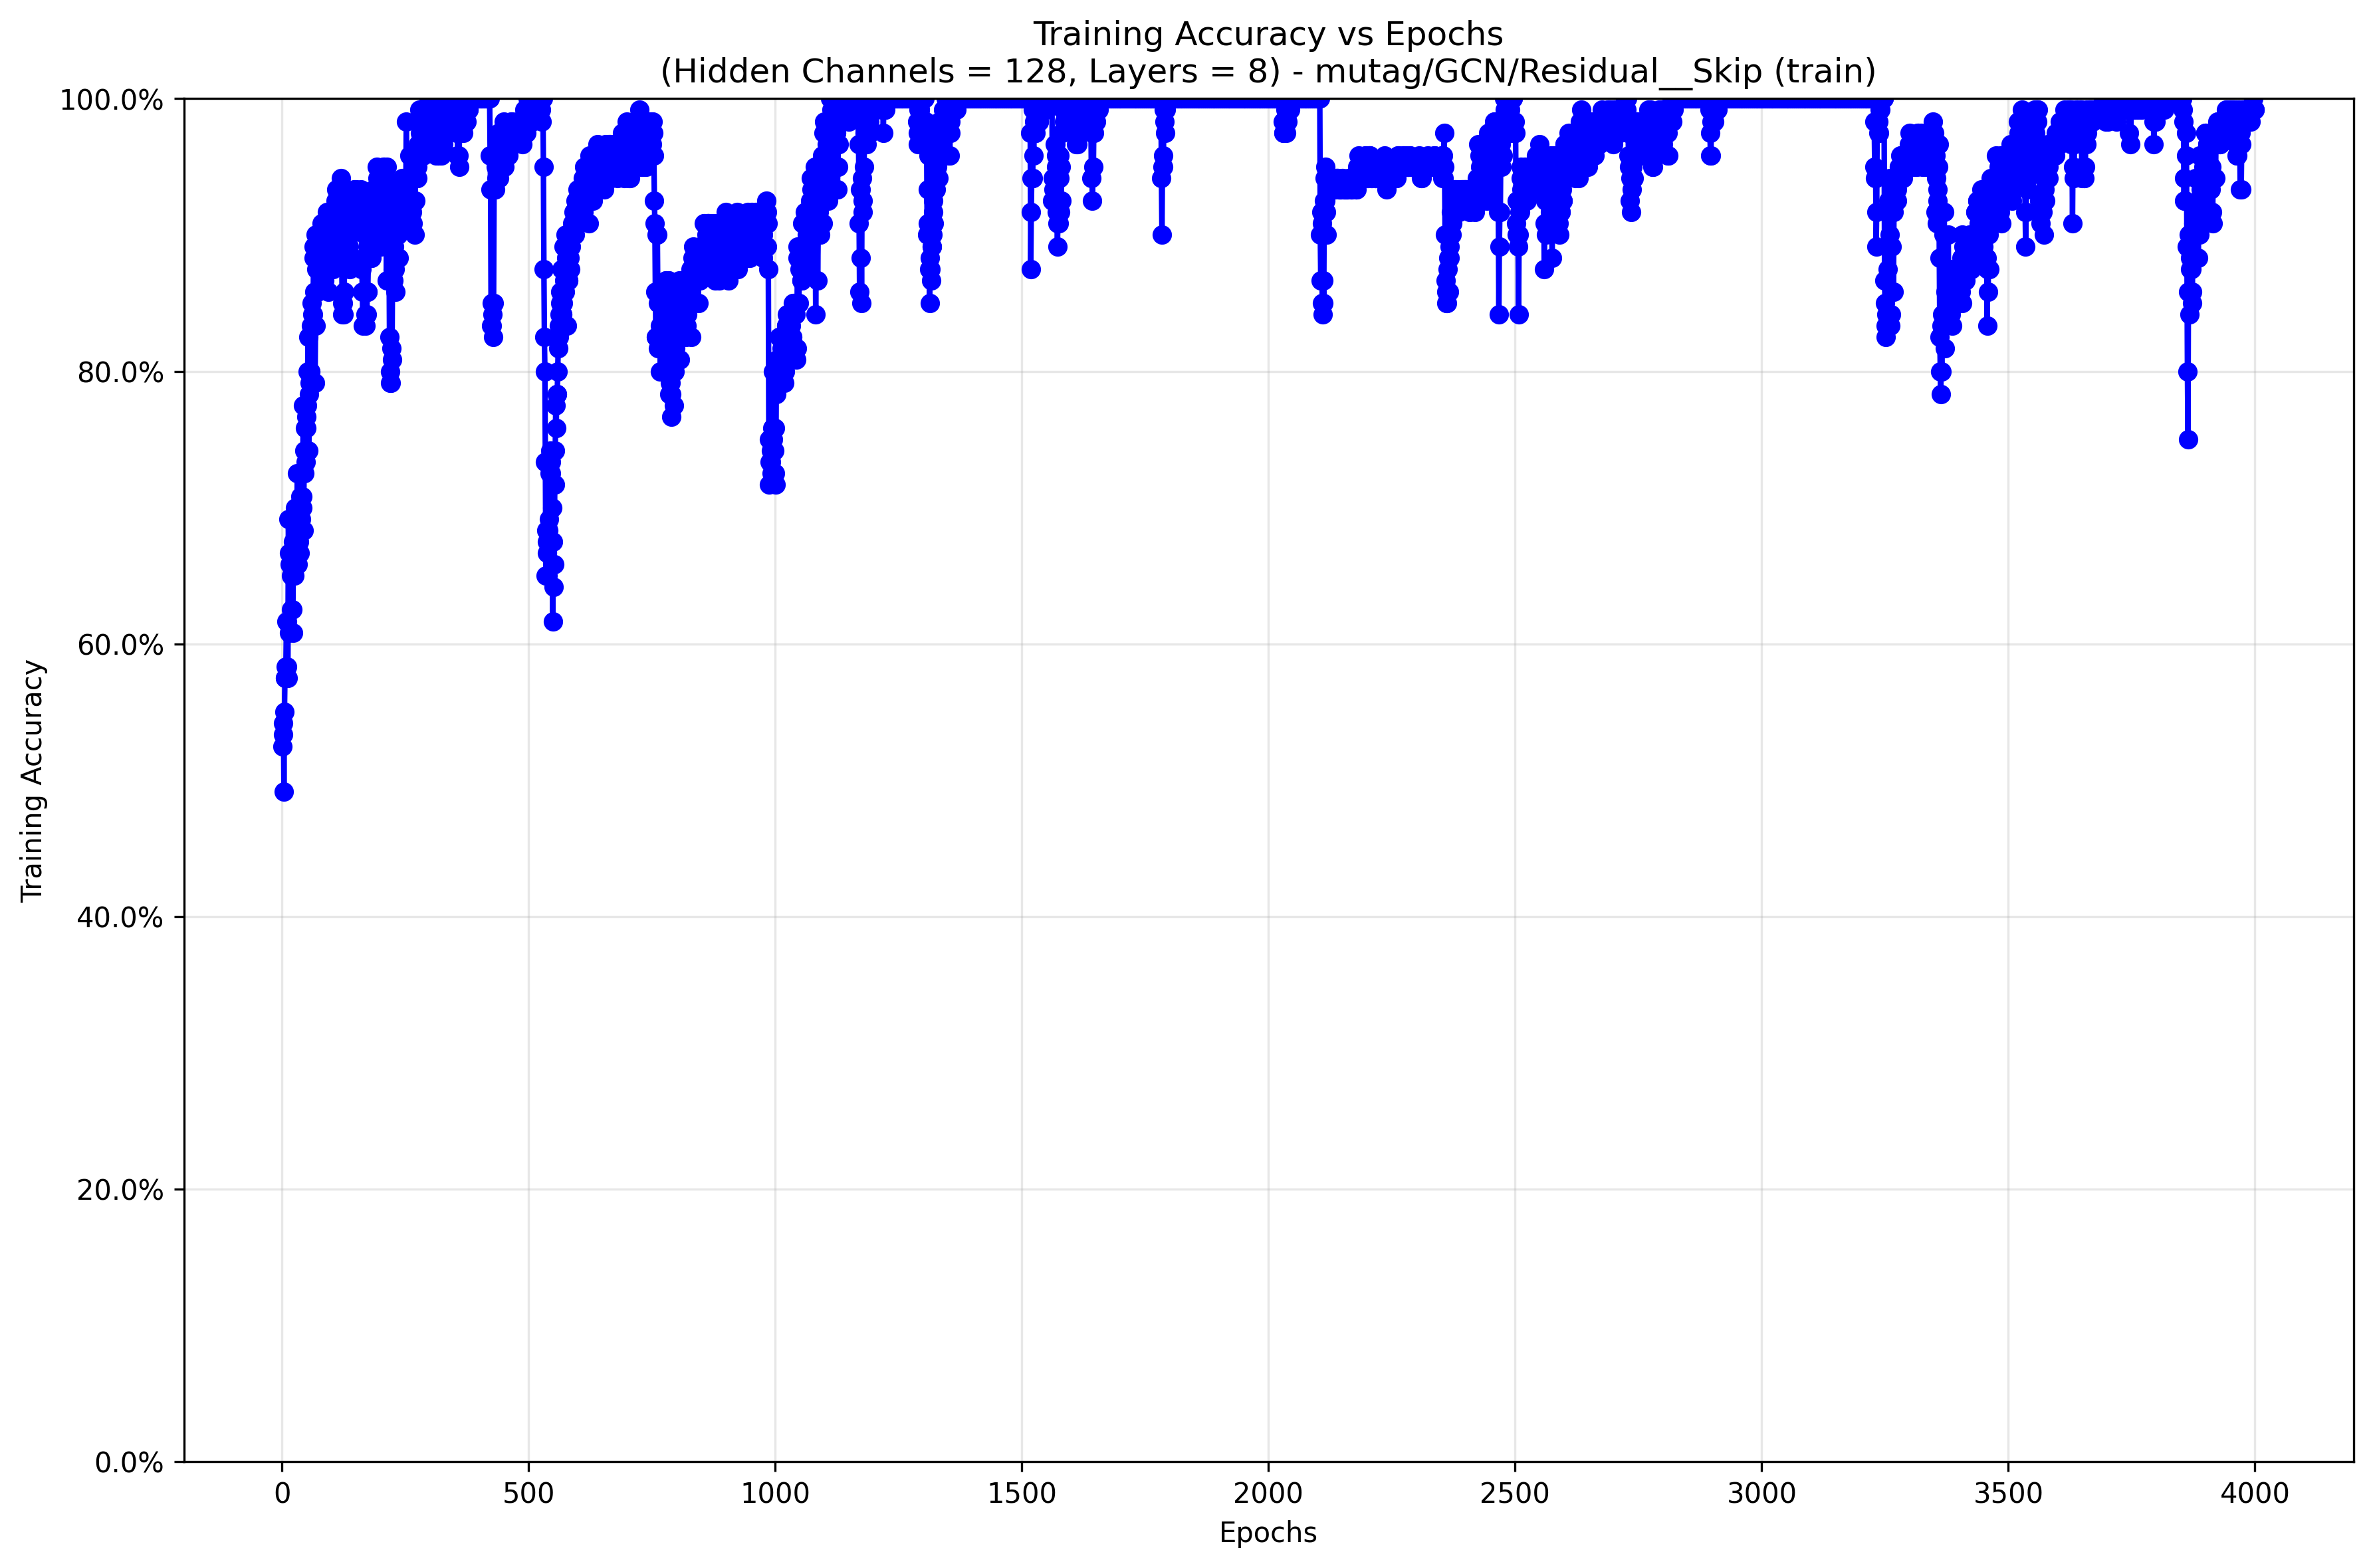 Training Accuracy vs Epochs
(Hidden Channels = 128, Layers = 8) - mutag/GCN/Residual__Skip (train)
100.0%
80.0%
60.0%
40.0%
20.0%
0.0%
Training Accuracy
0 500 1000 1500 2000 2500 3000 3500 4000
Epochs